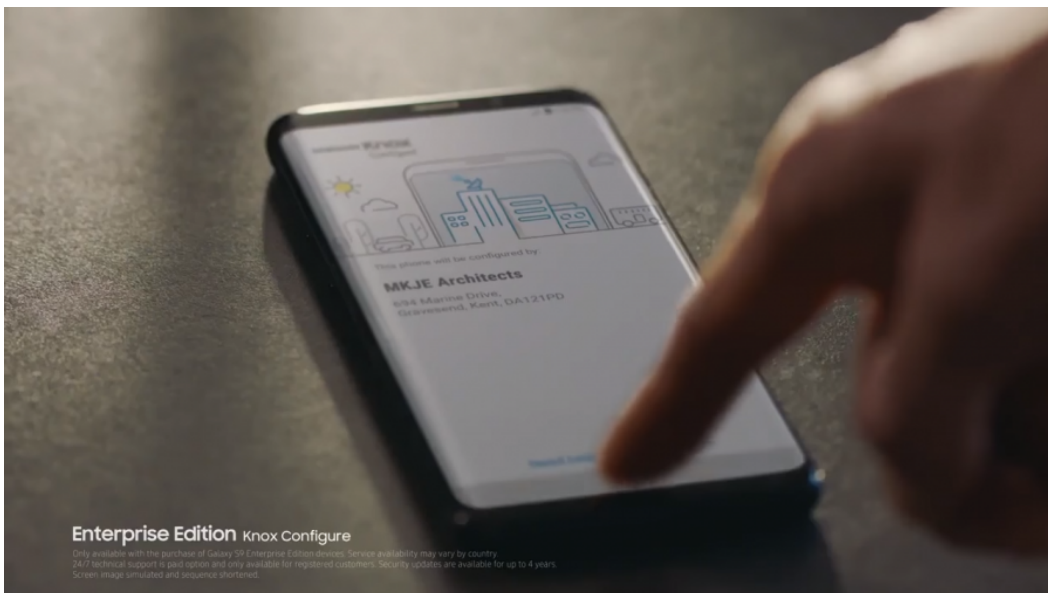 Knox
Configure
This phone will be configured by
MKJE Architects
694 Marine Drive,
Gravesend, Kent, DA121PD
Enterprise Edition Knox Configure
Only available with the purchase of Galaxy S9 Enterprise Edition devices. Service availability may vary by country.
24/7 technical support is paid option and only available for registered customers. Security updates are available for up to 4 years.
Screen image simulated and sequence shortened.